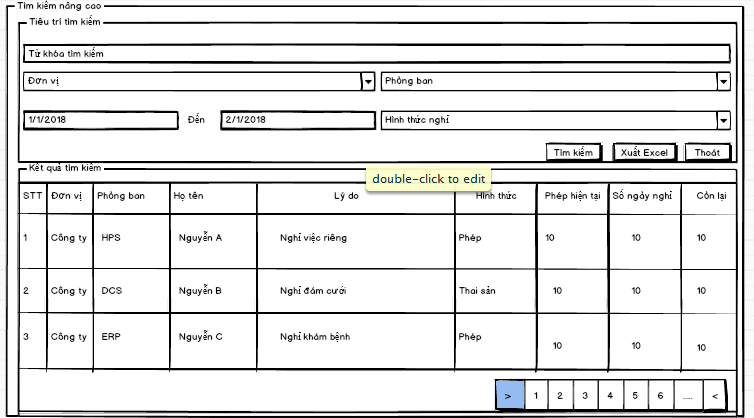 Tìm kiếm nâng cao
Tiêu trí tìm kiếm
Từ khóa tìm kiếm
Đơn vị Phông ban
1/1/2018 Đến 2/1/2018 Hình thức nghỉ
Tìm kiếm Xuất Excel Thoát
Kết quả tìm kiếm
double-click to edit
STT Đơn vị Phông ban Họ tên Lý do Hình thức Phép hiện tại Số ngày nghỉ Côn lại
1 Công ty HPS Nguyễn A Nghỉ việc riêng Phép 10 10 10
2 Công ty DCS Nguyễn B Nghỉ đám cưới Thai sản 10 10 10
3 Công ty ERP Nguyễn C Nghỉ khám bệnh Phép 10 10 10
> 1 2 3 4 5 6 .... <